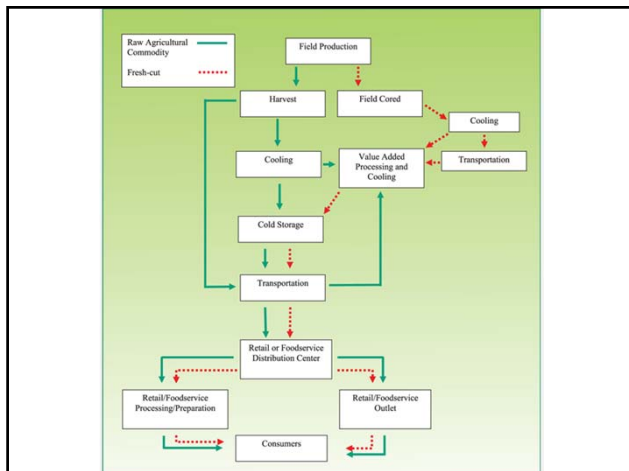 Raw Agricultural
Commodity
Fresh-cut
Field Production
Harvest
Field Cored
Cooling
Cooling
Value Added
Processing and
Cooling
Transportation
Cold Storage
Transportation
Retail or Foodservice
Distribution Center
Retail/Foodservice
Processing/Preparation
Retail/Foodservice
Outlet
Consumers